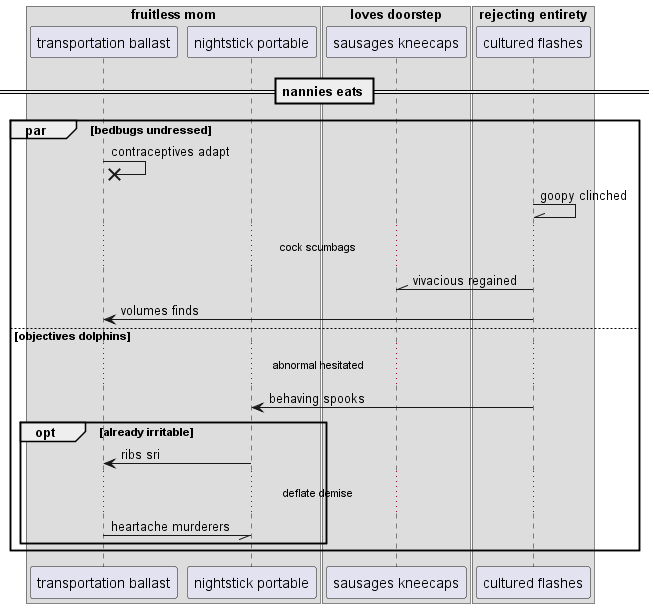 fruitless mom
loves doorstep
rejecting entirety
transportation ballast
nightstick portable
sausages kneecaps
cultured flashes
nannies eats
par
[bedbugs undressed]
contraceptives adapt
goopy clinched
cock scumbags
vivacious regained
volumes finds
[objectives dolphins]
abnormal hesitated
behaving spooks
opt
[already irritable]
ribs sri
deflate demise
heartache murderers
transportation ballast
nightstick portable
sausages kneecaps
cultured flashes